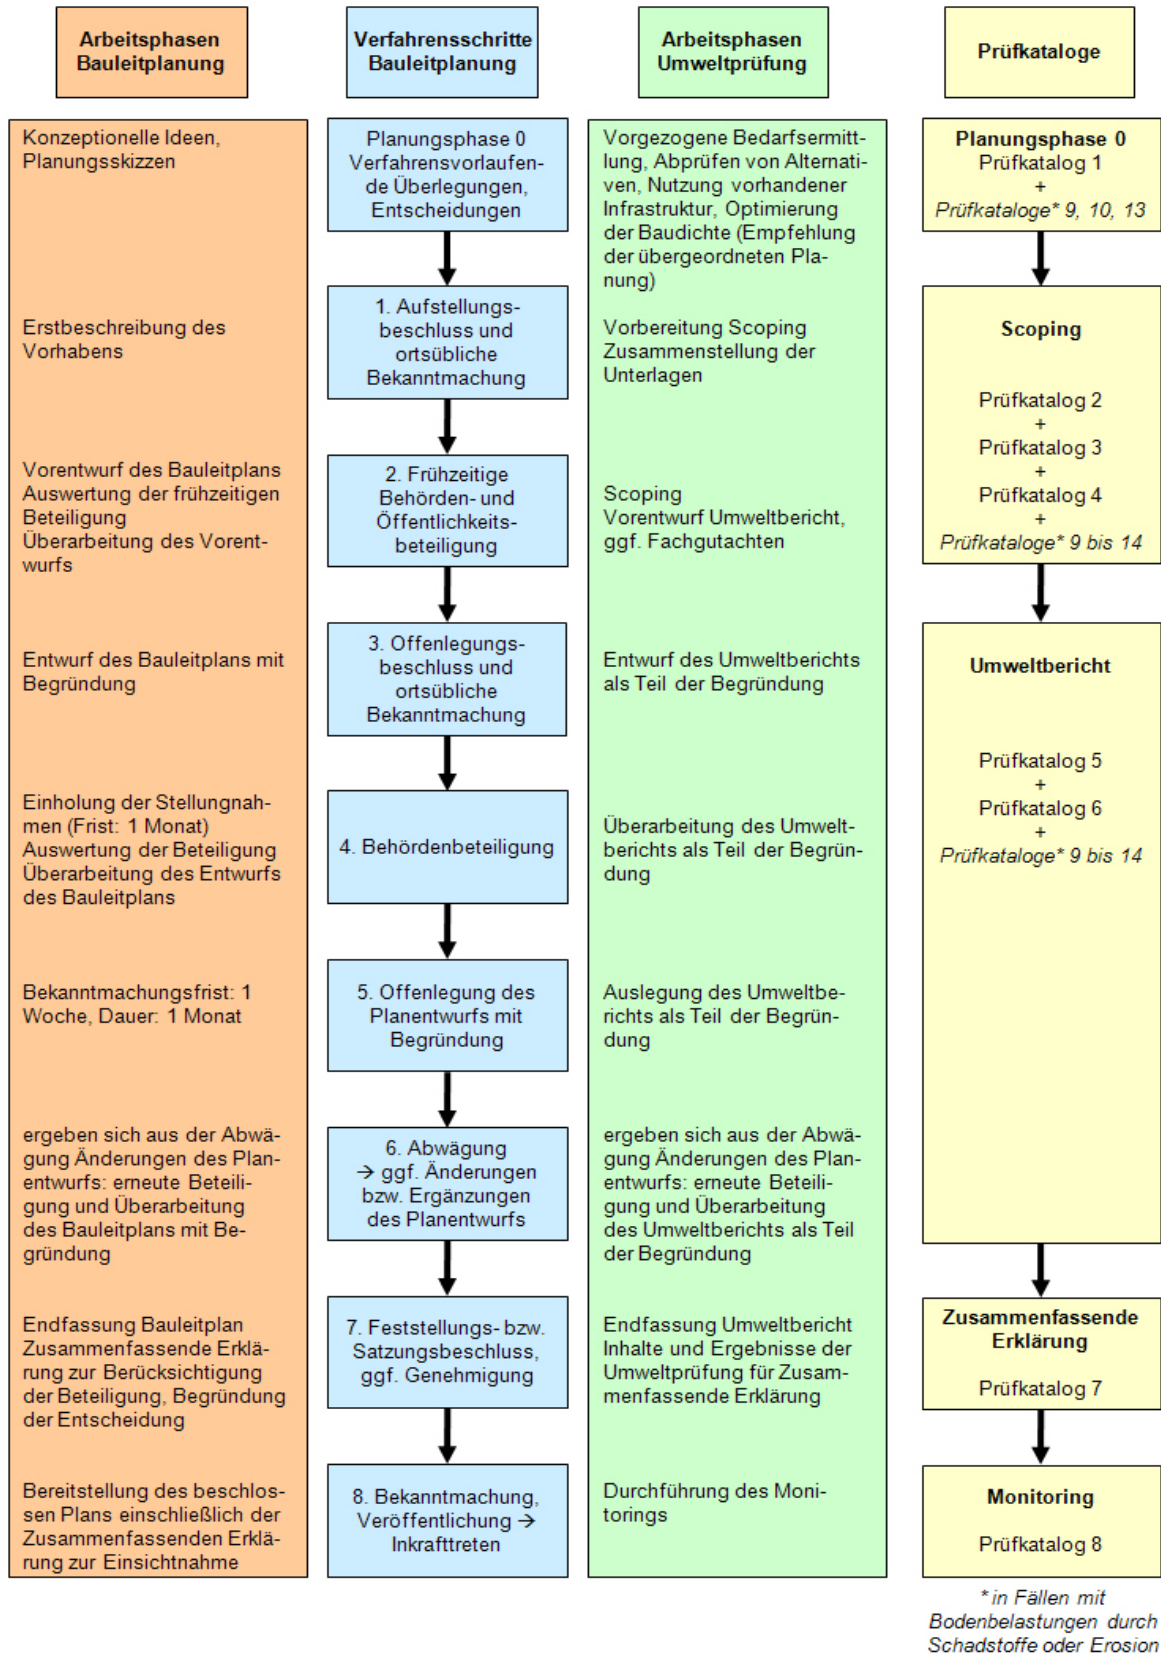 Arbeitsphasen
Bauleitplanung
Verfahrensschritte
Bauleitplanung
Arbeitsphasen
Umweltprüfung
Prüfkataloge
Konzeptionelle Ideen,
Planungsskizzen
Erstbeschreibung des
Vorhabens
Vorentwurf des Bauleitplans
Auswertung der frühzeitigen
Beteiligung
Überarbeitung des Vorent-
wurfs
Entwurf des Bauleitplans mit
Begründung
Einholung der Stellungnah-
men (Frist: 1 Monat)
Auswertung der Beteiligung
Überarbeitung des Entwurfs
des Bauleitplans
Bekanntmachungsfrist: 1
Woche, Dauer: 1 Monat
ergeben sich aus der Abwä-
gung Änderungen des Plan-
entwurfs: erneute Beteili-
gung und Überarbeitung
des Bauleitplans mit Be-
gründung
Endfassung Bauleitplan
Zusammenfassende Erklä-
rung zur Berücksichtigung
der Beteiligung, Begründung
der Entscheidung
Bereitstellung des beschlos-
sen Plans einschließlich der
Zusammenfassenden Erklä-
rung zur Einsichtnahme
Planungsphase 0
Verfahrensvorlaufen-
de Überlegungen,
Entscheidungen
1. Aufstellungs-
beschluss und
ortsübliche
Bekanntmachung
2. Frühzeitige
Behörden- und
Öffentlichkeits-
beteiligung
3. Offenlegungs-
beschluss und
ortsübliche
Bekanntmachung
4. Behördenbeteiligung
5. Offenlegung des
Planentwurfs mit
Begründung
6. Abwägung
→ ggf. Änderungen
bzw. Ergänzungen
des Planentwurfs
7. Feststellungs- bzw.
Satzungsbeschluss,
ggf. Genehmigung
8. Bekanntmachung,
Veröffentlichung →
Inkrafttreten
Vorgezogene Bedarfsermitt-
lung, Abprüfen von Alternati-
ven, Nutzung vorhandener
Infrastruktur, Optimierung
der Baudichte (Empfehlung
der übergeordneten Pla-
nung)
Vorbereitung Scoping
Zusammenstellung der
Unterlagen
Scoping
Vorentwurf Umweltbericht,
ggf. Fachgutachten
Entwurf des Umweltberichts
als Teil der Begründung
Überarbeitung des Umwelt-
berichts als Teil der Begrün-
dung
Auslegung des Umweltbe-
richts als Teil der Begrün-
dung
ergeben sich aus der Abwä-
gung Änderungen des Plan-
entwurfs: erneute Beteili-
gung und Überarbeitung
des Umweltberichts als Teil
der Begründung
Endfassung Umweltbericht
Inhalte und Ergebnisse der
Umweltprüfung für Zusam-
menfassende Erklärung
Durchführung des Moni-
torings
Planungsphase 0
Prüfkatalog 1
+
Prüfkataloge* 9, 10, 13
Scoping
Prüfkatalog 2
+
Prüfkatalog 3
+
Prüfkatalog 4
+
Prüfkataloge* 9 bis 14
Umweltbericht
Prüfkatalog 5
+
Prüfkatalog 6
+
Prüfkataloge* 9 bis 14
Zusammenfassende
Erklärung
Prüfkatalog 7
Monitoring
Prüfkatalog 8
* in Fällen mit
Bodenbelastungen durch
Schadstoffe oder Erosion